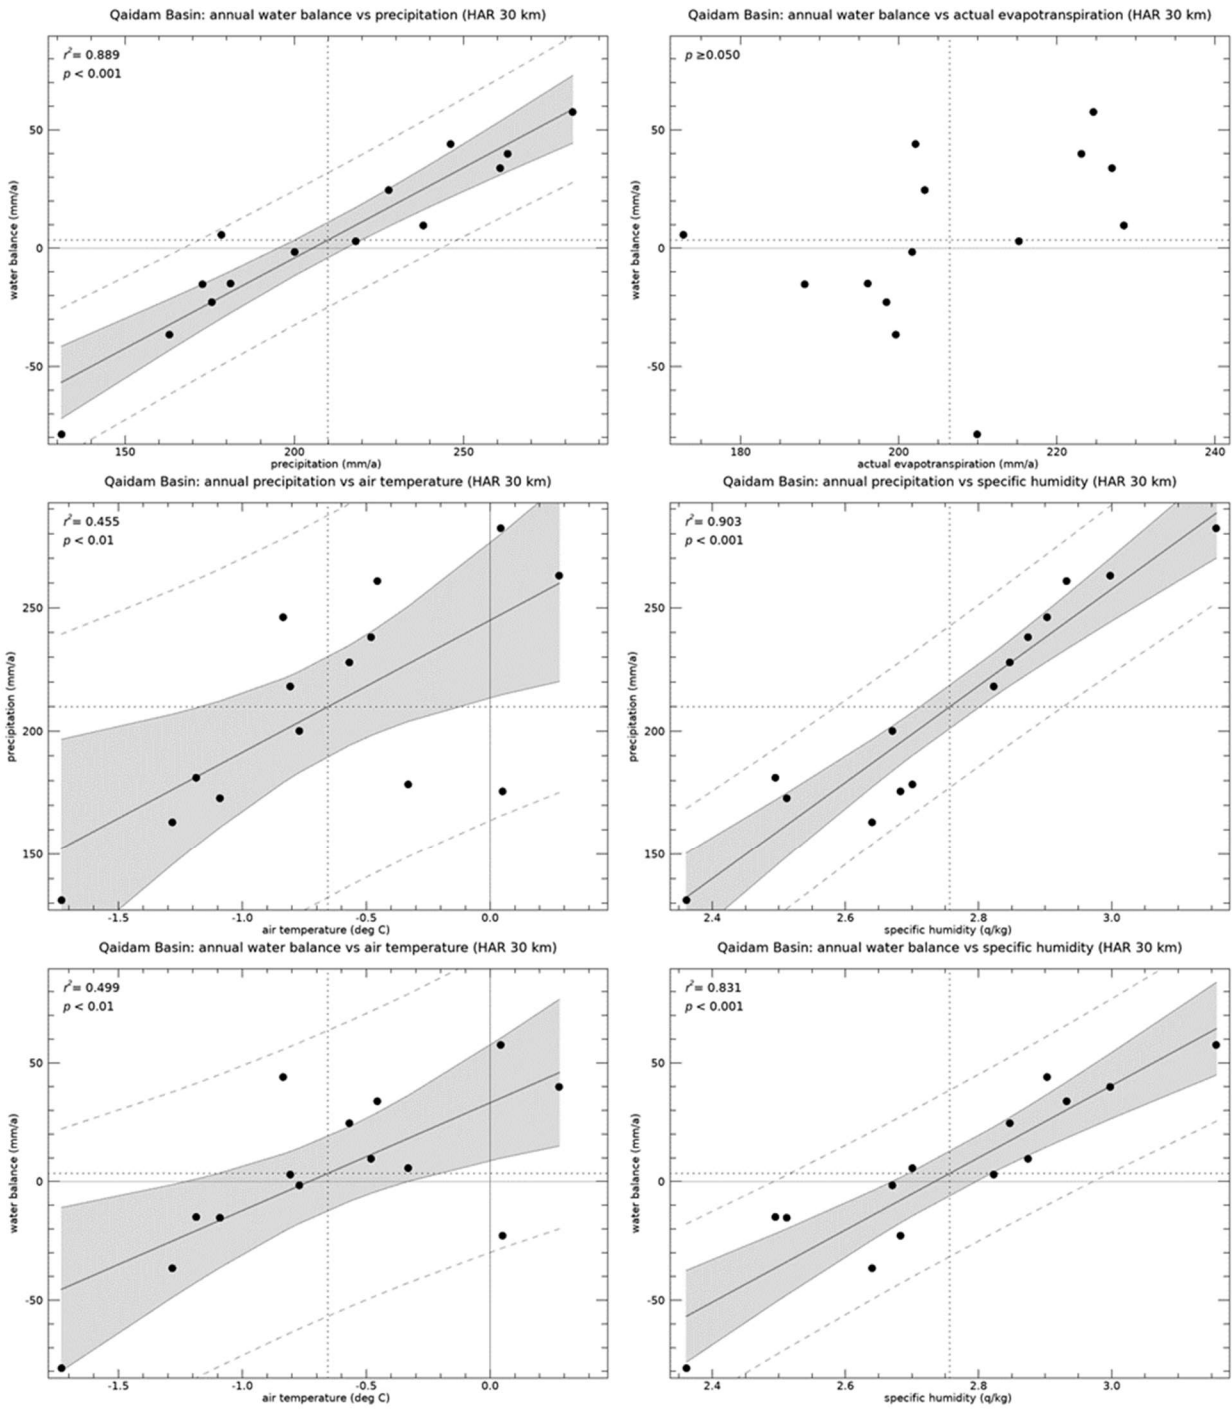 Qaidam Basin: annual water balance vs precipitation (HAR 30 km)
r²= 0.889
p < 0.001
50
0
-50
water balance (mm/a)
150
200
250
precipitation (mm/a)
Qaidam Basin: annual water balance vs actual evapotranspiration (HAR 30 km)
p ≥0.050
50
0
-50
water balance (mm/a)
180
200
220
240
actual evapotranspiration (mm/a)
Qaidam Basin: annual precipitation vs air temperature (HAR 30 km)
r²= 0.455
p < 0.01
250
200
150
precipitation (mm/a)
-1.5
-1.0
-0.5
0.0
air temperature (deg C)
Qaidam Basin: annual precipitation vs specific humidity (HAR 30 km)
r²= 0.903
p < 0.001
250
200
150
precipitation (mm/a)
2.4
2.6
2.8
3.0
specific humidity (q/kg)
Qaidam Basin: annual water balance vs air temperature (HAR 30 km)
r²= 0.499
p < 0.01
50
0
-50
water balance (mm/a)
-1.5
-1.0
-0.5
0.0
air temperature (deg C)
Qaidam Basin: annual water balance vs specific humidity (HAR 30 km)
r²= 0.831
p < 0.001
50
0
-50
water balance (mm/a)
2.4
2.6
2.8
3.0
specific humidity (q/kg)